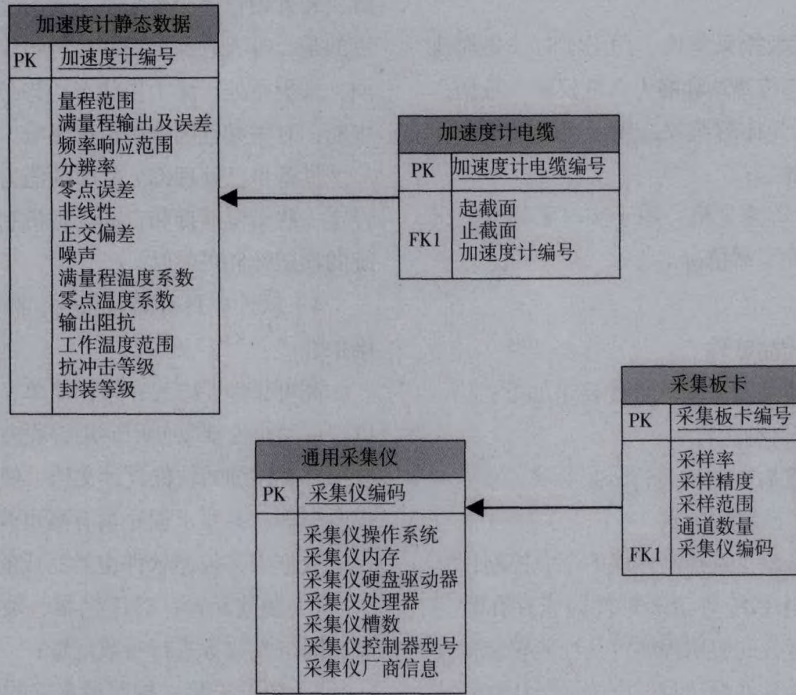 加速度计静态数据
PK 加速度计编号
量程范围
满量程输出及误差
频率响应范围
分辨率
零点误差
非线性
正交偏差
噪声
满量程温度系数
零点温度系数
输出阻抗
工作温度范围
抗冲击等级
封装等级
加速度计电缆
PK 加速度计电缆编号
起截面
止截面
FK1 加速度计编号
采集板卡
PK 采集板卡编号
采样率
采样精度
采样范围
通道数量
FK1 采集仪编码
通用采集仪
PK 采集仪编码
采集仪操作系统
采集仪内存
采集仪硬盘驱动器
采集仪处理器
采集仪槽数
采集仪控制器型号
采集仪厂商信息